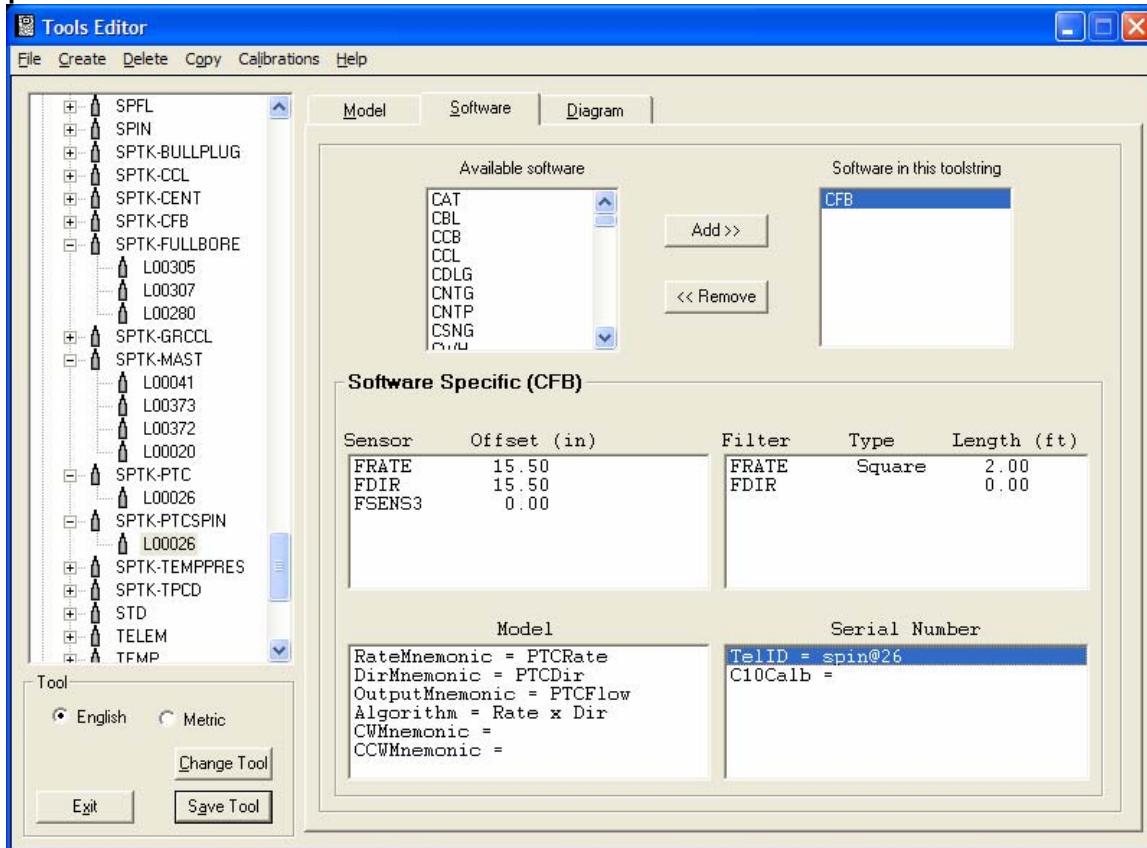 Tools Editor
File Create Delete Copy Calibrations Help
SPFL
SPIN
SPTK-BULLPLUG
SPTK-CCL
SPTK-CENT
SPTK-CFB
SPTK-FULLBORE
L00305
L00307
L00280
SPTK-GRCCL
SPTK-MAST
L00041
L00373
L00372
L00020
SPTK-PTC
L00026
SPTK-PTCSPIN
L00026
SPTK-TEMPPRES
SPTK-TPCD
STD
TELEM
TEMP
Tool
English Metric
Change Tool
Exit Save Tool
Model Software Diagram
Available software
CAT
CBL
CCB
CCL
CDLG
CNTG
CNTP
CSNG
Add >>
<< Remove
Software in this toolstring
CFB
Software Specific (CFB)
Sensor Offset (in)
FRATE 15.50
FDIR 15.50
FSENS3 0.00
Filter Type Length (ft)
FRATE Square 2.00
FDIR 0.00
Model
RateMnemonic = PTCRate
DirMnemonic = PTCDir
OutputMnemonic = PTCFlow
Algorithm = Rate x Dir
CWMnemonic =
CCWMnemonic =
Serial Number
TelID = spin@26
C10Calb =